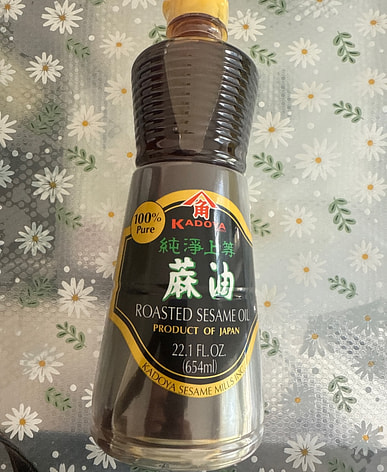 100%
Pure
角
KADOYA
純淨上等
麻油
ROASTED SESAME OIL
PRODUCT OF JAPAN
22.1 FL.OZ.
(654ml)
KADOYA SESAME MILLS INC.